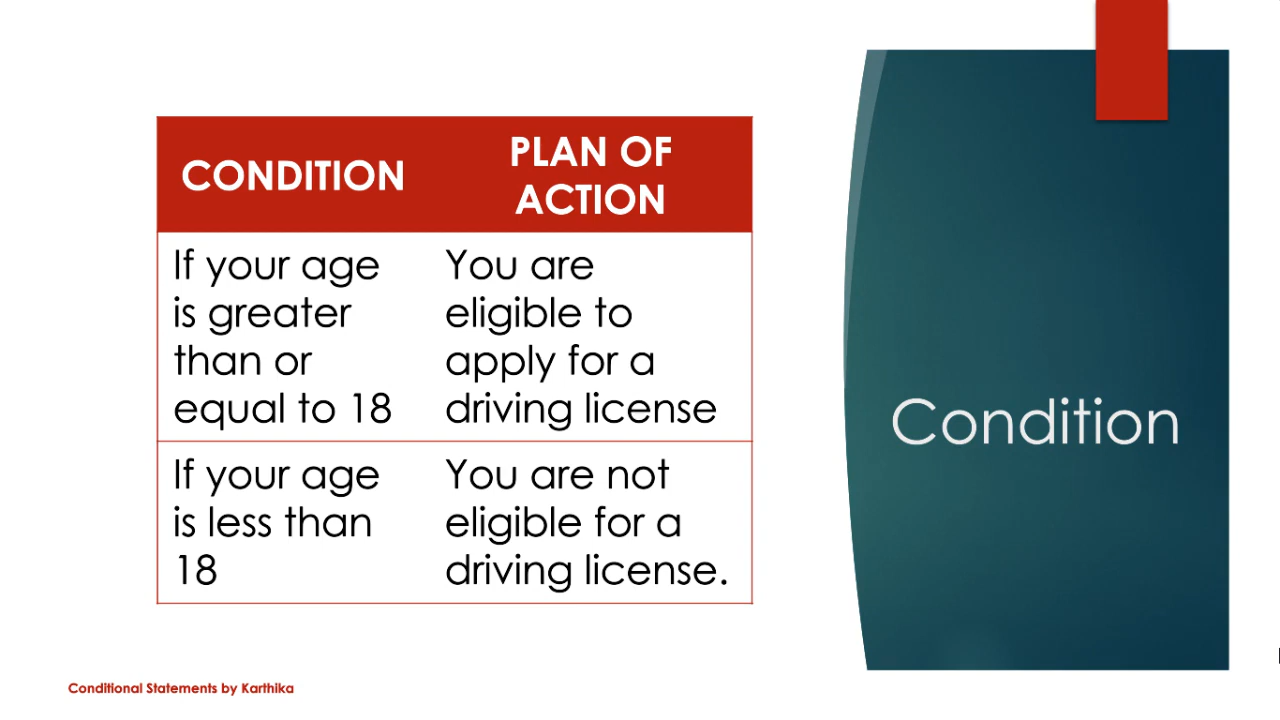 CONDITION
PLAN OF
ACTION
If your age
is greater
than or
equal to 18
You are
eligible to
apply for a
driving license
If your age
is less than
18
You are not
eligible for a
driving license.
Condition
Conditional Statements by Karthika